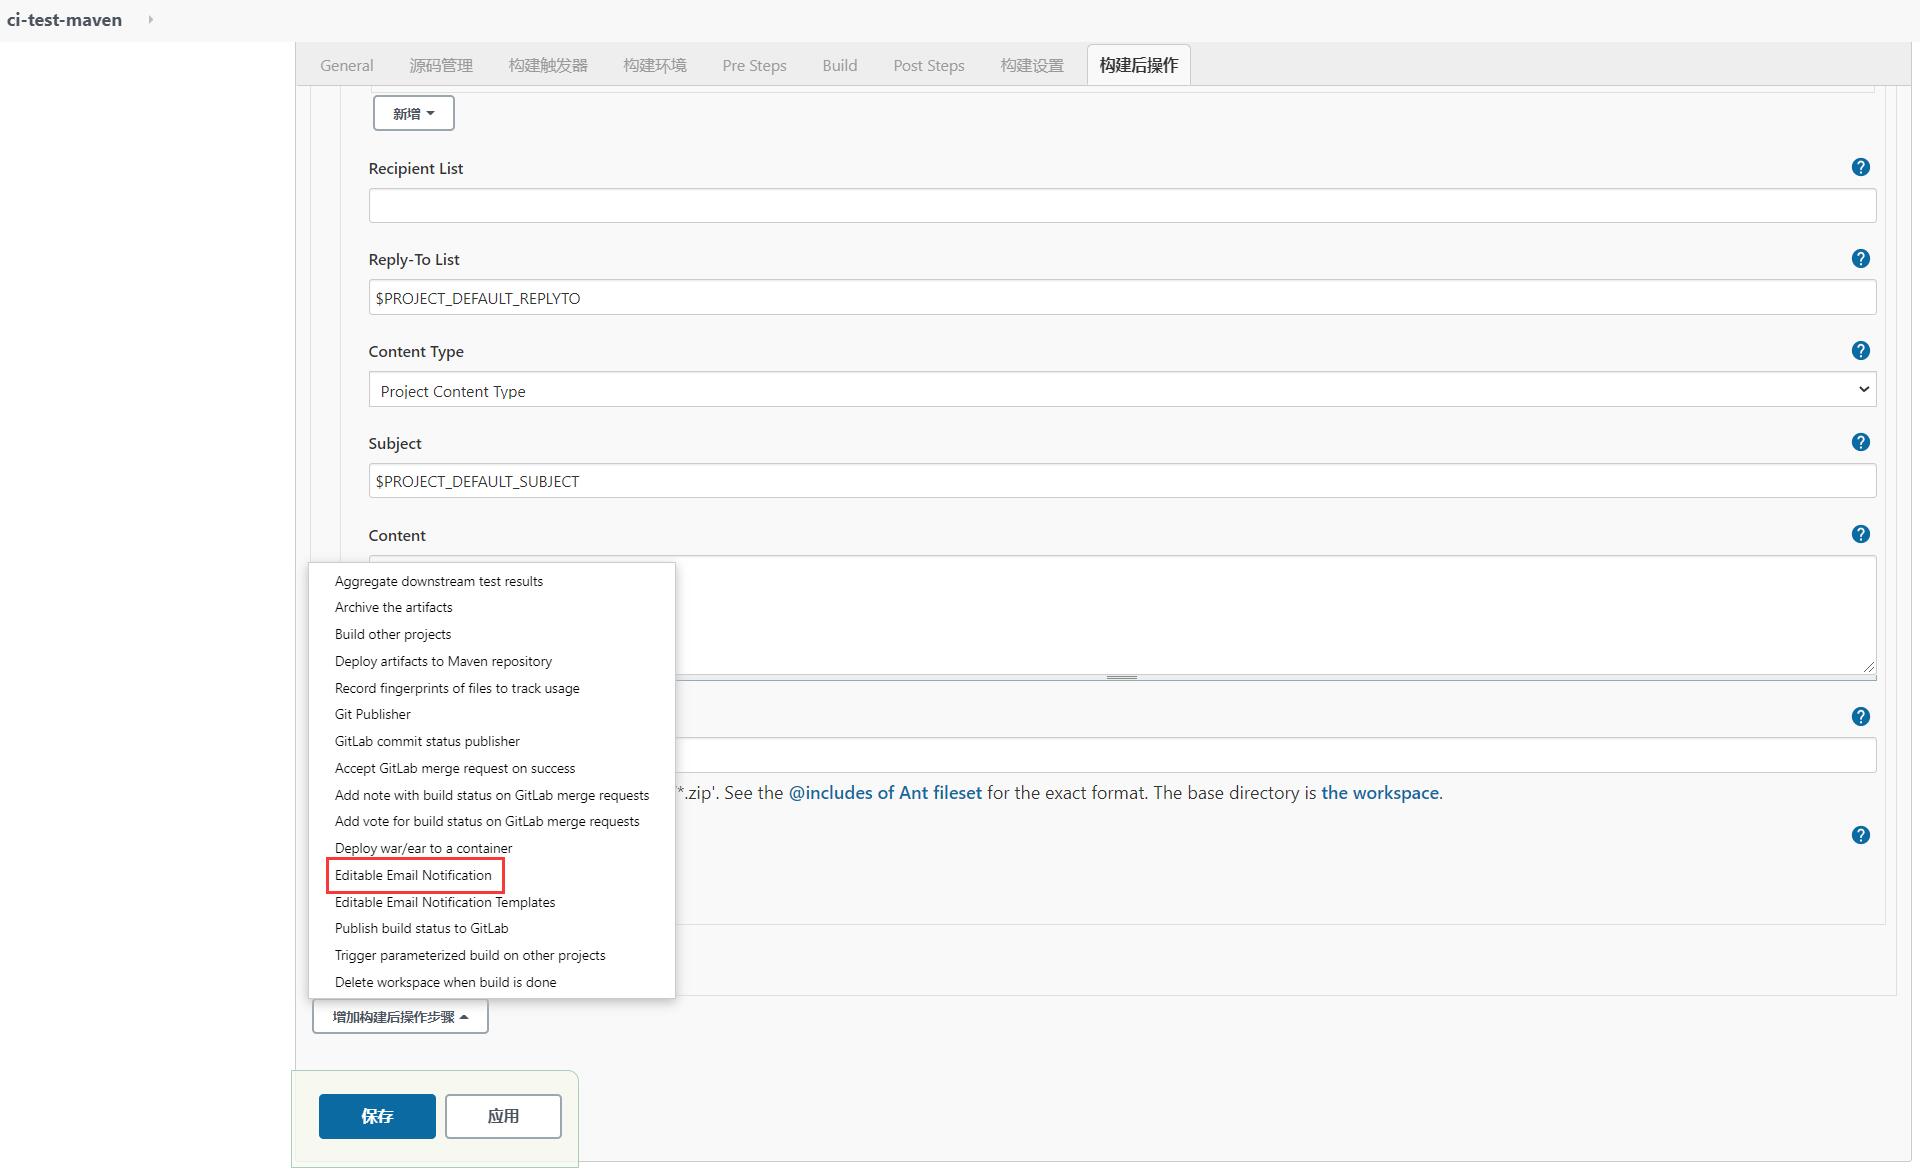 ci-test-maven
General 源码管理 构建触发器 构建环境 Pre Steps Build Post Steps 构建设置 构建后操作
新增
Recipient List
Reply-To List
$PROJECT_DEFAULT_REPLYTO
Content Type
Project Content Type
Subject
$PROJECT_DEFAULT_SUBJECT
Content
Aggregate downstream test results
Archive the artifacts
Build other projects
Deploy artifacts to Maven repository
Record fingerprints of files to track usage
Git Publisher
GitLab commit status publisher
Accept GitLab merge request on success
Add note with build status on GitLab merge requests
*.zip'. See the @includes of Ant fileset for the exact format. The base directory is the workspace.
Add vote for build status on GitLab merge requests
Deploy war/ear to a container
Editable Email Notification
Editable Email Notification Templates
Publish build status to GitLab
Trigger parameterized build on other projects
Delete workspace when build is done
增加构建后操作步骤
保存 应用